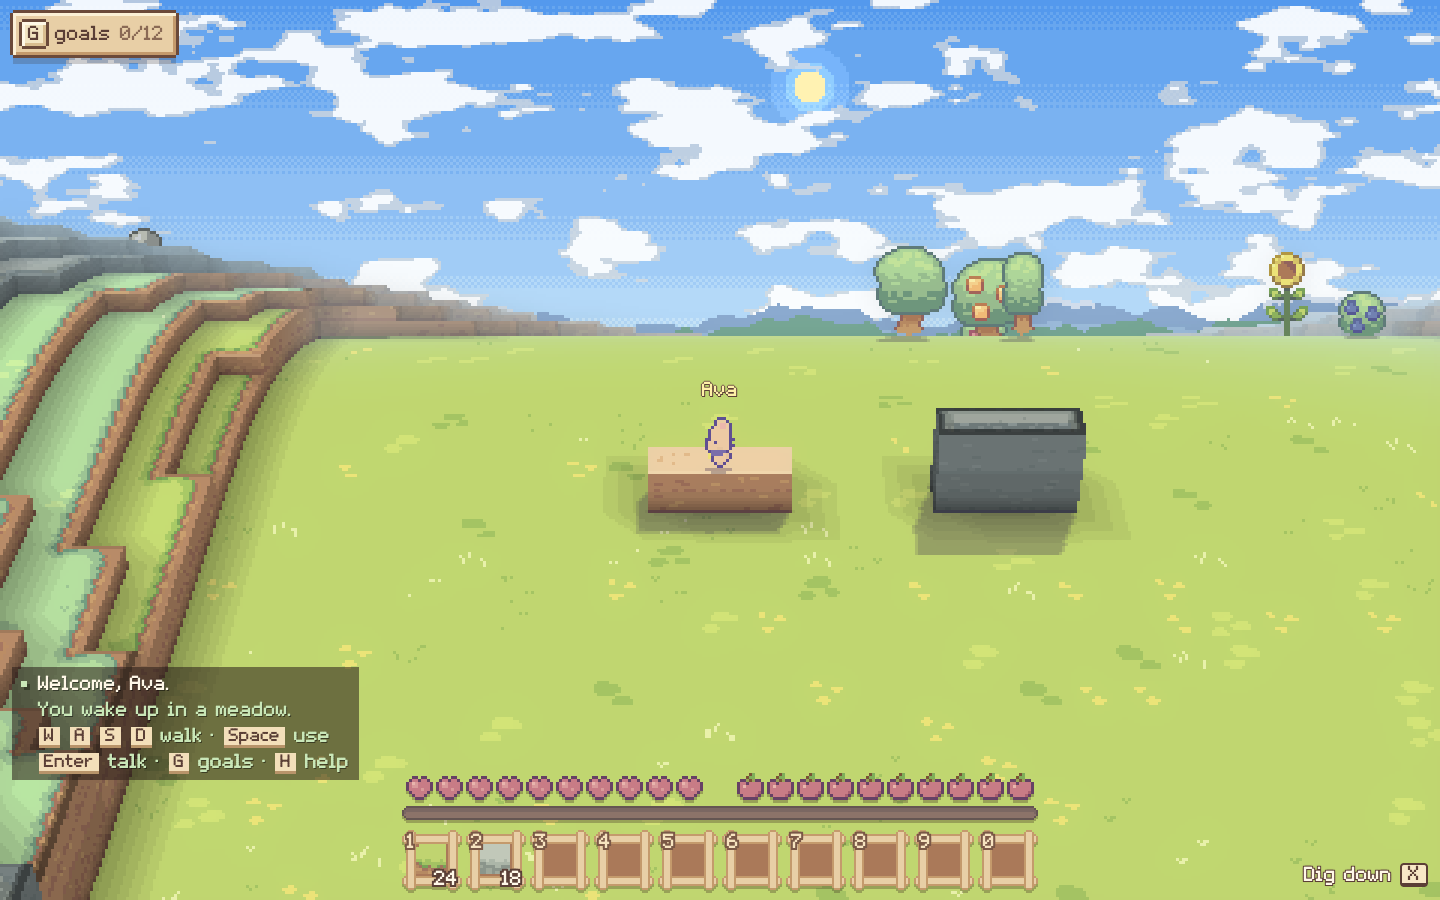 G goals 0/12
Ava
Welcome, Ava.
You wake up in a meadow.
W A S D walk · Space use
Enter talk · G goals · H help
1 2 3 4 5 6 7 8 9 0
24 18
Dig down X